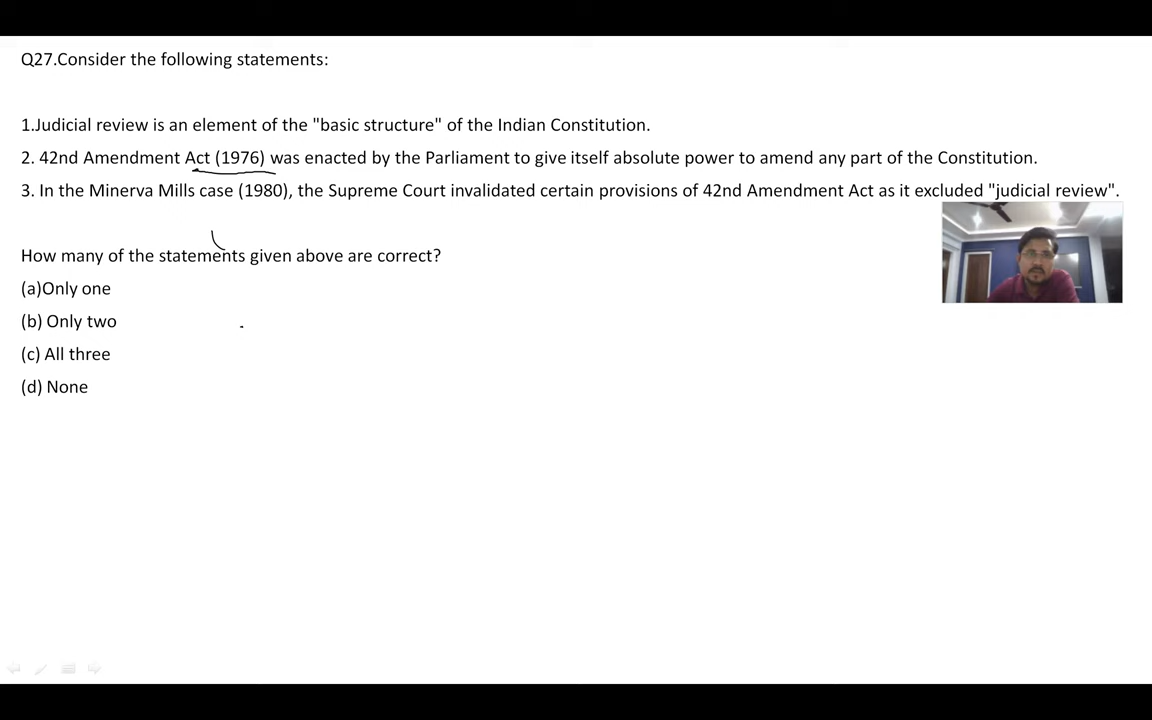 Q27.Consider the following statements:
1.Judicial review is an element of the "basic structure" of the Indian Constitution.
2. 42nd Amendment Act (1976) was enacted by the Parliament to give itself absolute power to amend any part of the Constitution.
3. In the Minerva Mills case (1980), the Supreme Court invalidated certain provisions of 42nd Amendment Act as it excluded "judicial review".
How many of the statements given above are correct?
(a)Only one
(b) Only two
(c) All three
(d) None